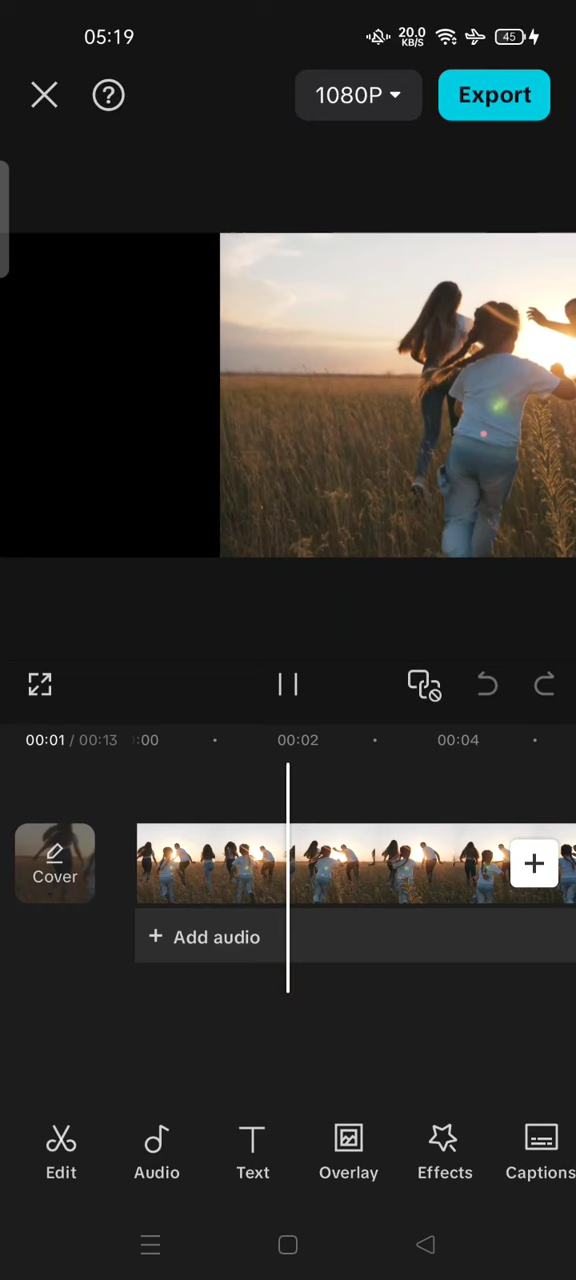 05:19
20.0
KB/S
45
1080P
Export
00:01 / 00:13
:00
00:02
00:04
Cover
+ Add audio
Edit
Audio
Text
Overlay
Effects
Captions